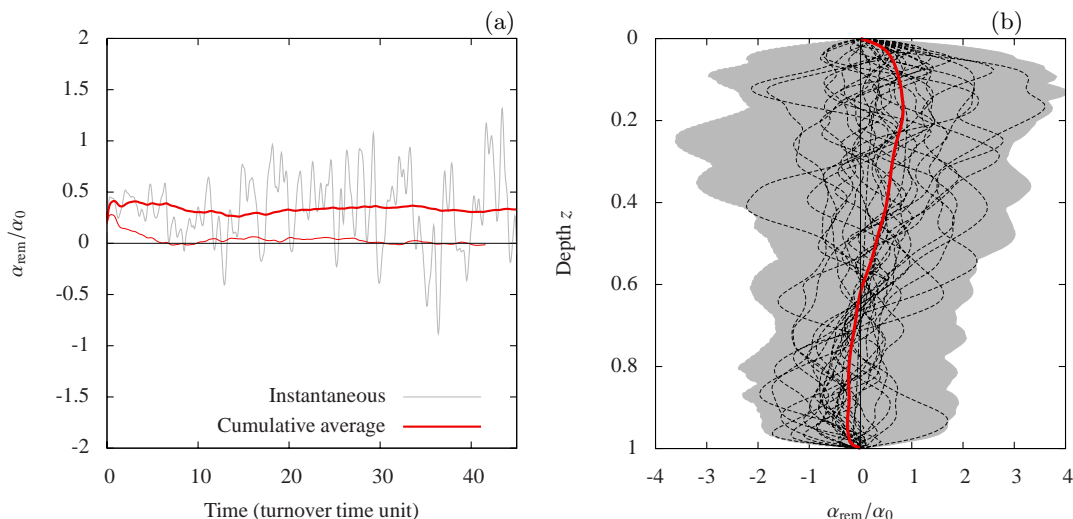 (a)
2
1.5
1
0.5
0
-0.5
-1
-1.5
-2
α_rem/α_0
Instantaneous
Cumulative average
0 10 20 30 40
Time (turnover time unit)
(b)
0
0.2
0.4
0.6
0.8
1
Depth z
-4 -3 -2 -1 0 1 2 3 4
α_rem/α_0